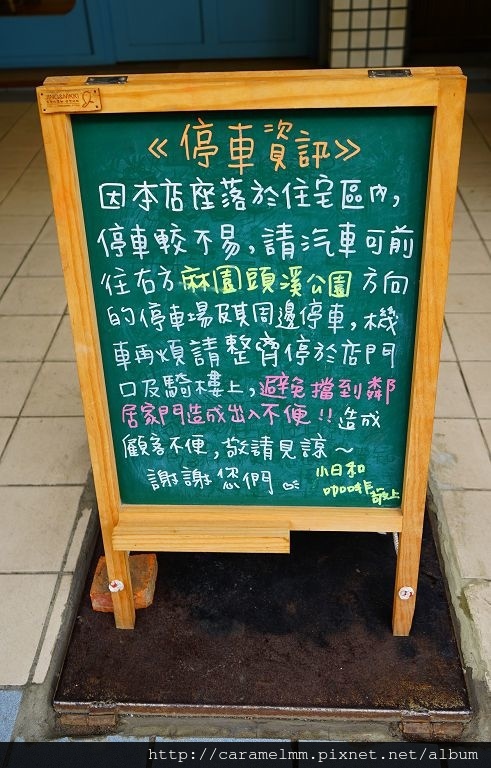 JING&NIKKI
《停車資訊》
因本店座落於住宅區內,
停車較不易,請汽車可前
往右方麻園頭溪公園方向
的停車場及其周邊停車,機
車再煩請整齊停於店門
口及騎樓上,避免擋到鄰
居家門造成出入不便!!造成
顧客不便,敬請見諒~
謝謝您們
小日和
咖啡 敬上
http://caramelmm.pixnet.net/album